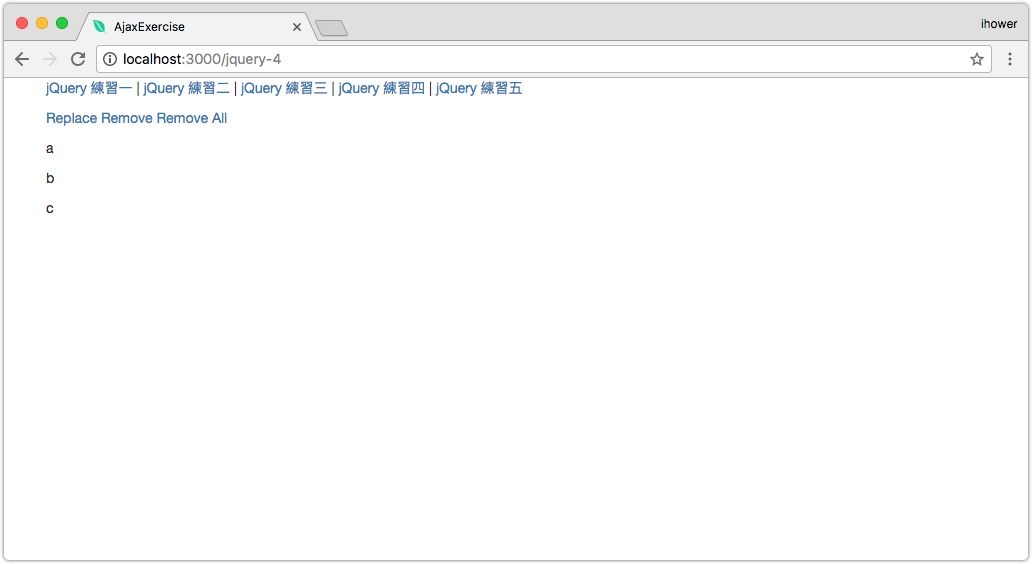 AjaxExercise
ihower
localhost:3000/jquery-4
jQuery 練習一 | jQuery 練習二 | jQuery 練習三 | jQuery 練習四 | jQuery 練習五
Replace Remove Remove All
a
b
c